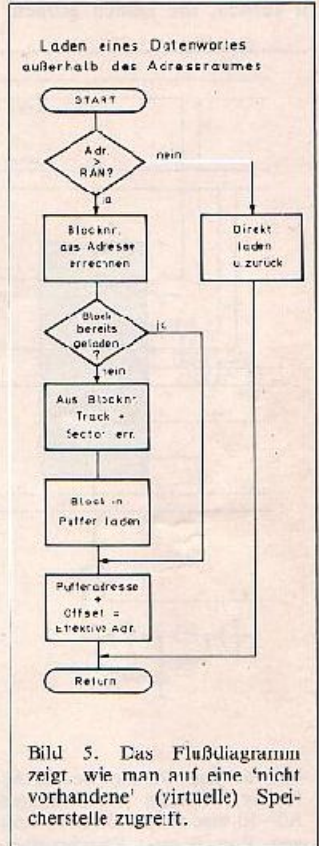 Laden eines Datenwortes
außerhalb des Adressraumes
START
Adr.
>
RAM?
nein
ja
Blocknr.
aus Adresse
errechnen
Direkt
laden
u. zurück
Block
bereits
geladen
?
ja
nein
Aus Blocknr.
Track +
Sector err.
Block in
Puffer laden
Pufferadresse
+
Offset =
Effektive Adr.
Return
Bild 5. Das Flußdiagramm
zeigt, wie man auf eine 'nicht
vorhandene' (virtuelle) Spei-
cherstelle zugreift.